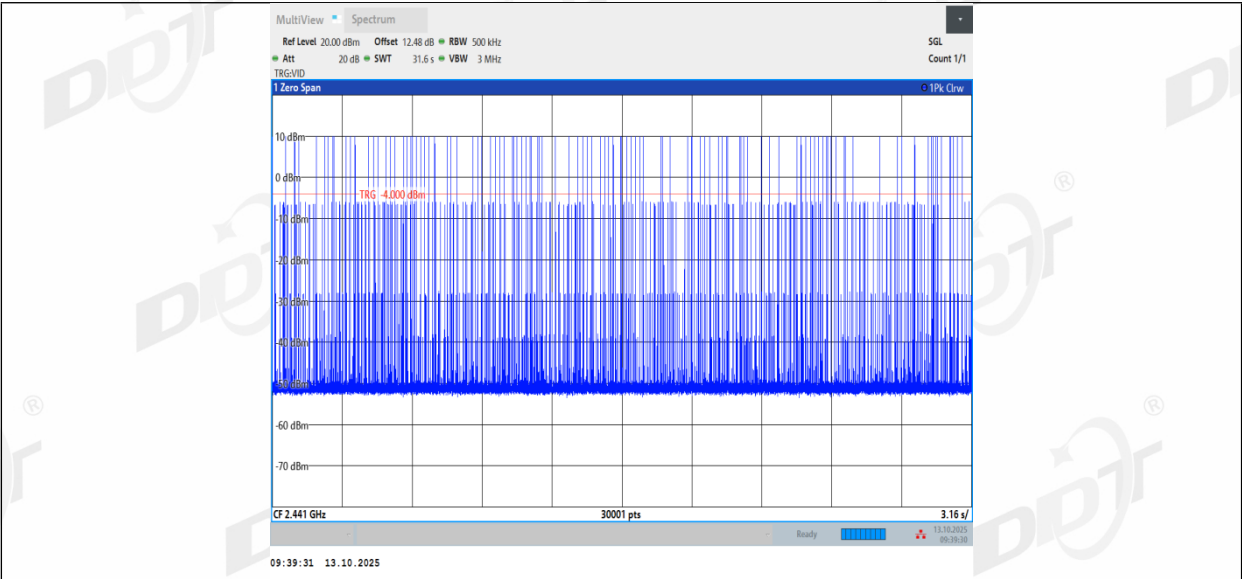 MultiView Spectrum
Ref Level 20.00 dBm Offset 12.48 dB RBW 500 kHz SGL
Att 20 dB SWT 31.6 s VBW 3 MHz Count 1/1
TRG:VID
1 Zero Span 1Pk Clrw
10 dBm
0 dBm
TRG -4.000 dBm
-10 dBm
-20 dBm
-30 dBm
-40 dBm
-50 dBm
-60 dBm
-70 dBm
CF 2.441 GHz 30001 pts 3.16 s/
Ready 13.10.2025
09:39:30
09:39:31 13.10.2025
DDT
®